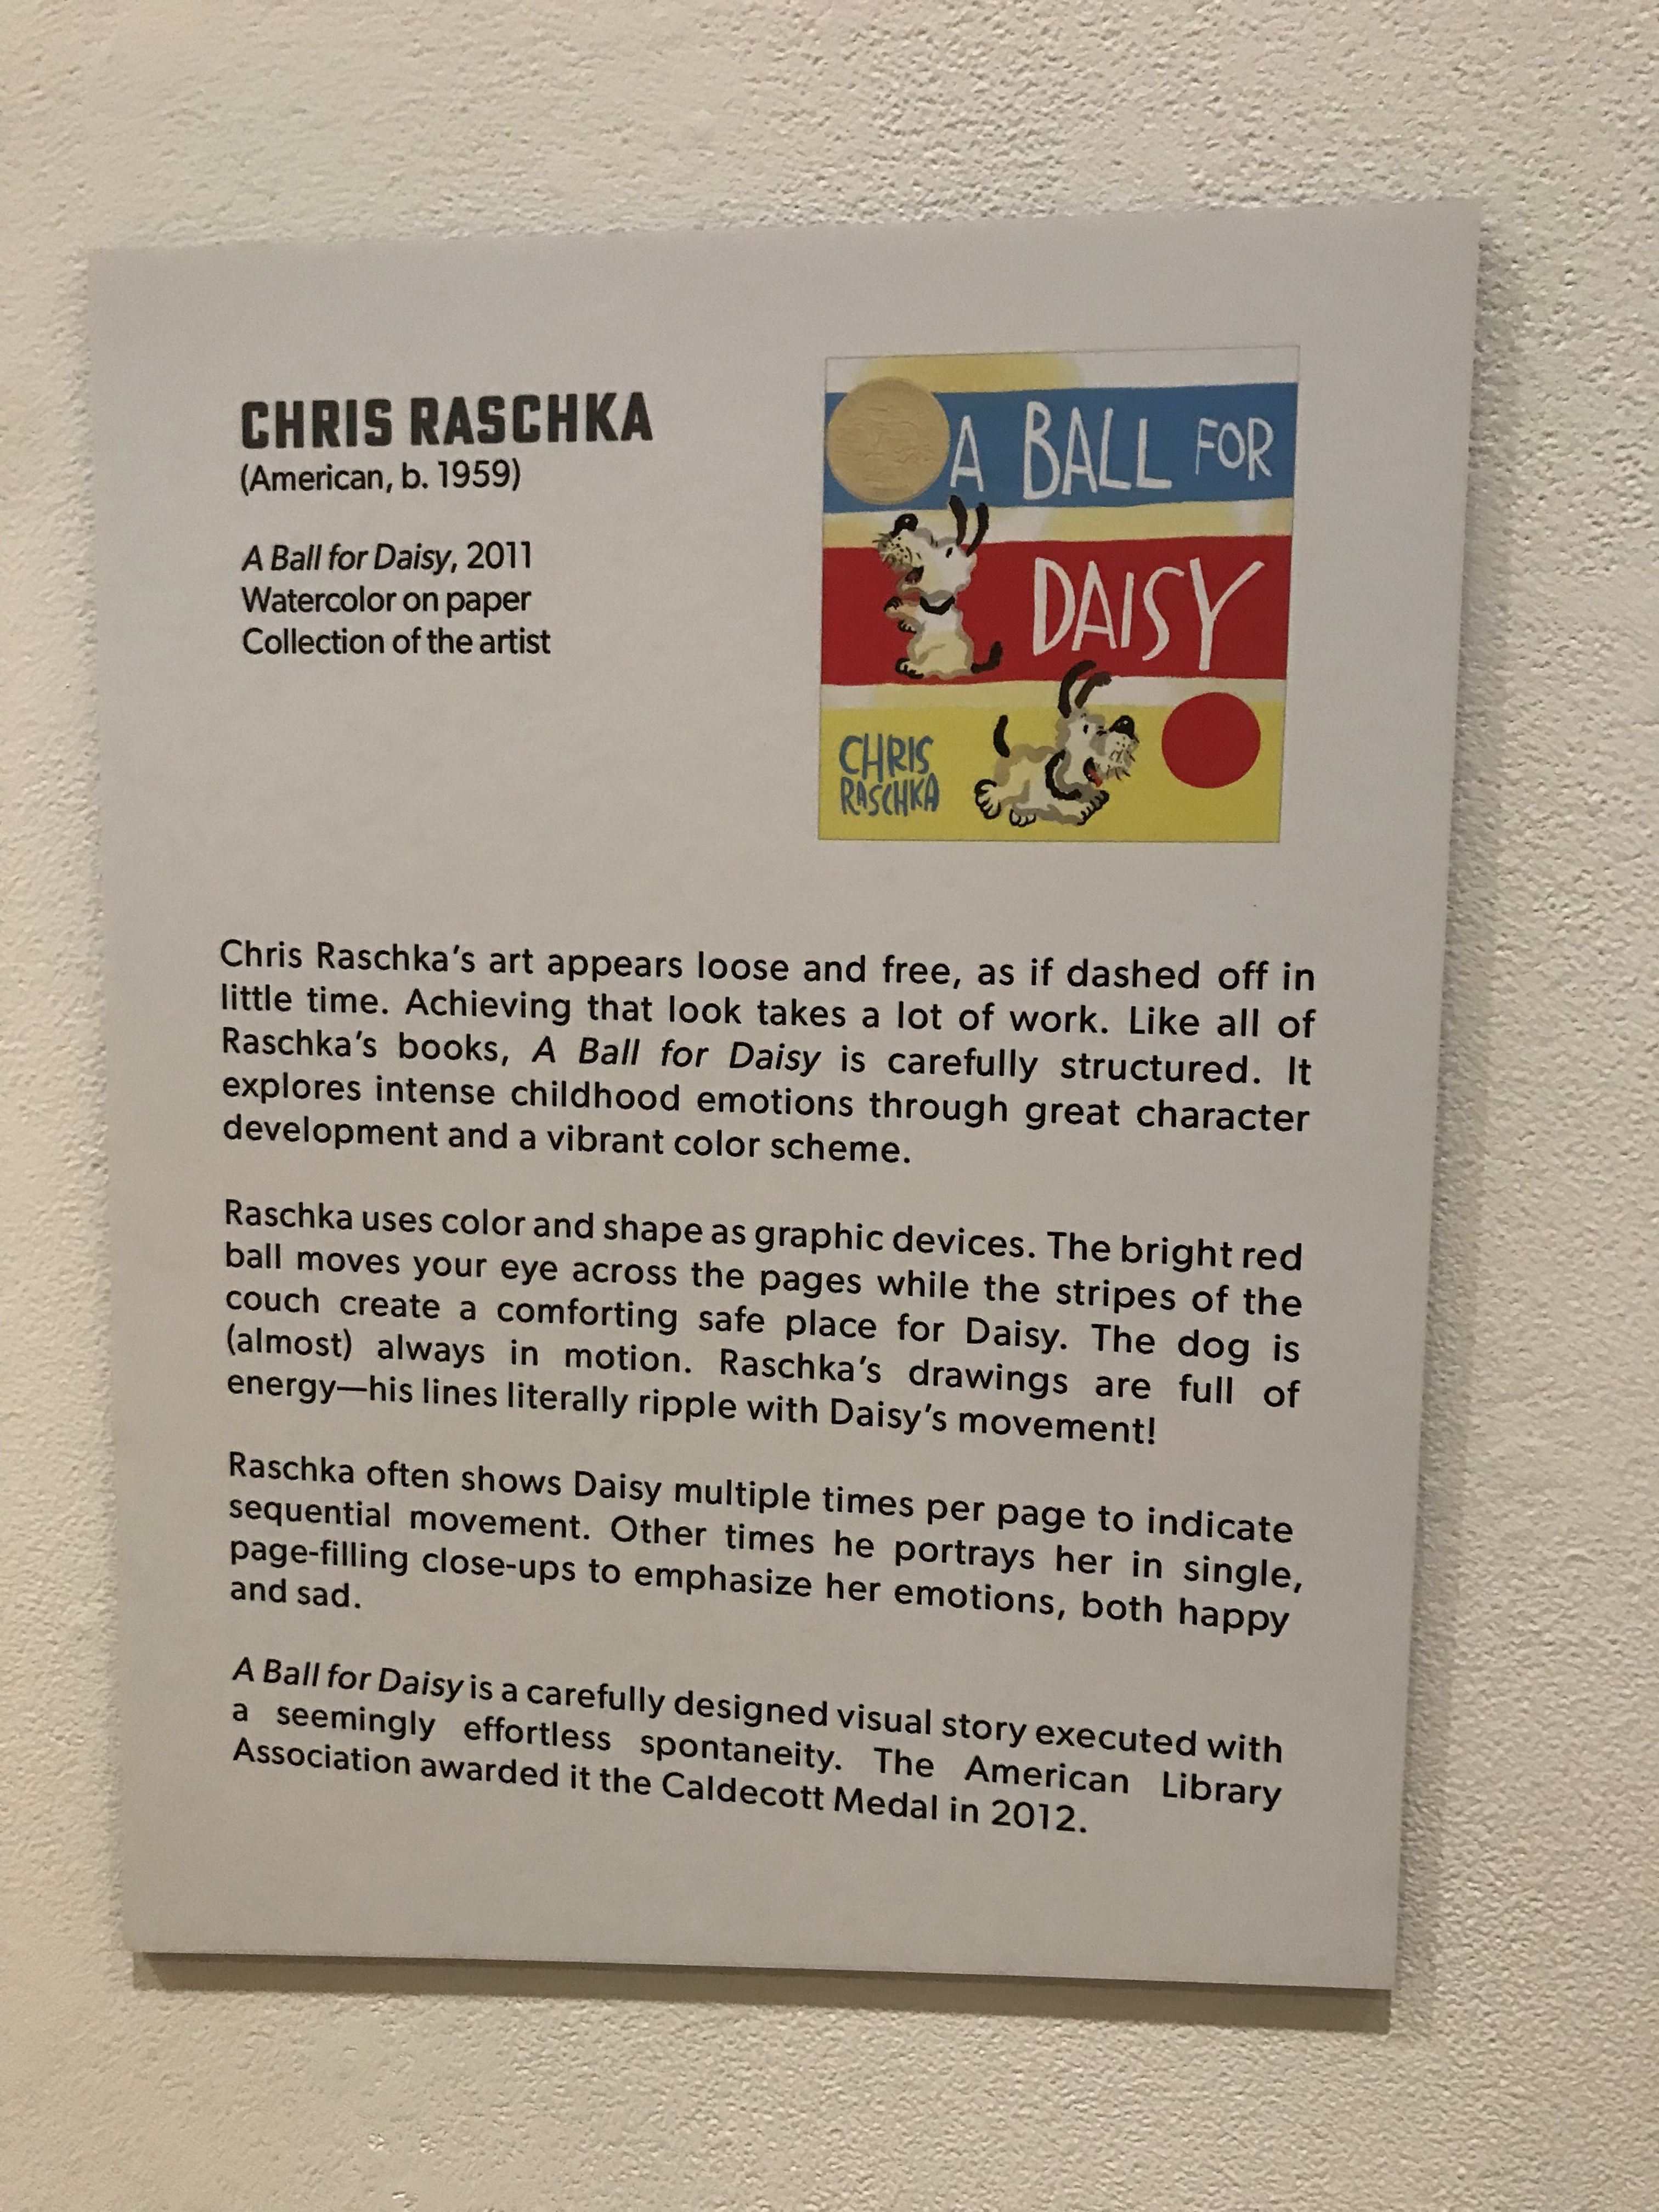 CHRIS RASCHKA
(American, b. 1959)
A Ball for Daisy, 2011
Watercolor on paper
Collection of the artist
A BALL FOR
DAISY
CHRIS
RASCHKA
Chris Raschka’s art appears loose and free, as if dashed off in
little time. Achieving that look takes a lot of work. Like all of
Raschka’s books, A Ball for Daisy is carefully structured. It
explores intense childhood emotions through great character
development and a vibrant color scheme.
Raschka uses color and shape as graphic devices. The bright red
ball moves your eye across the pages while the stripes of the
couch create a comforting safe place for Daisy. The dog is
(almost) always in motion. Raschka’s drawings are full of
energy—his lines literally ripple with Daisy’s movement!
Raschka often shows Daisy multiple times per page to indicate
sequential movement. Other times he portrays her in single,
page-filling close-ups to emphasize her emotions, both happy
and sad.
A Ball for Daisy is a carefully designed visual story executed with
a seemingly effortless spontaneity. The American Library
Association awarded it the Caldecott Medal in 2012.